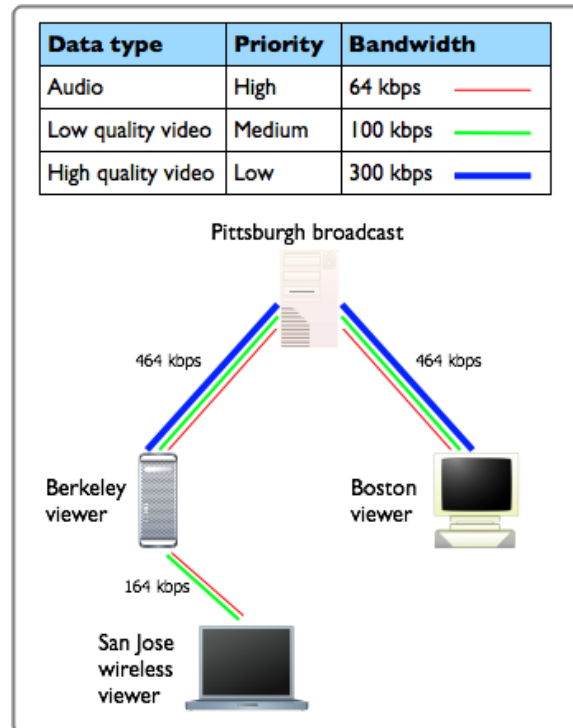 Data type Priority Bandwidth
Audio High 64 kbps
Low quality video Medium 100 kbps
High quality video Low 300 kbps
Pittsburgh broadcast
464 kbps 464 kbps
Berkeley
viewer
Boston
viewer
164 kbps
San Jose
wireless
viewer